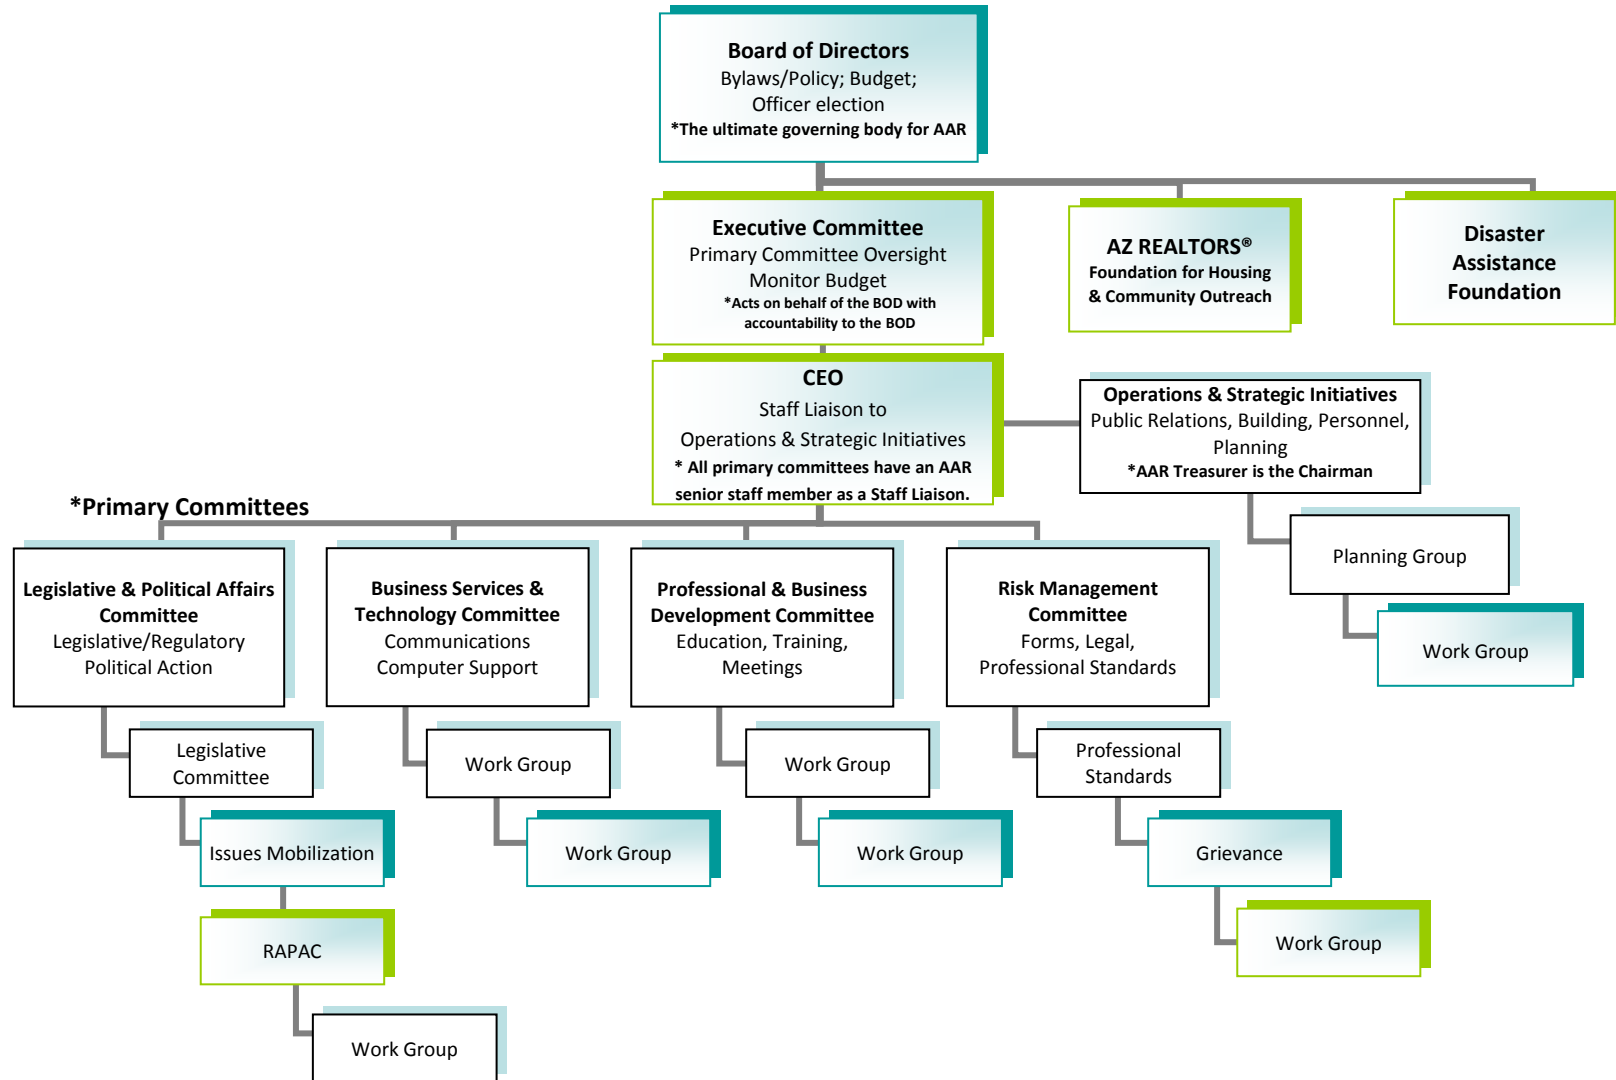 Board of Directors
Bylaws/Policy; Budget;
Officer election
*The ultimate governing body for AAR
Executive Committee
Primary Committee Oversight
Monitor Budget
*Acts on behalf of the BOD with
accountability to the BOD
AZ REALTORS®
Foundation for Housing
& Community Outreach
Disaster
Assistance
Foundation
CEO
Staff Liaison to
Operations & Strategic Initiatives
* All primary committees have an AAR
senior staff member as a Staff Liaison.
Operations & Strategic Initiatives
Public Relations, Building, Personnel,
Planning
*AAR Treasurer is the Chairman
Planning Group
Work Group
*Primary Committees
Legislative & Political Affairs
Committee
Legislative/Regulatory
Political Action
Business Services &
Technology Committee
Communications
Computer Support
Professional & Business
Development Committee
Education, Training,
Meetings
Risk Management
Committee
Forms, Legal,
Professional Standards
Legislative
Committee
Work Group
Work Group
Professional
Standards
Issues Mobilization
Work Group
Work Group
Grievance
RAPAC
Work Group
Work Group